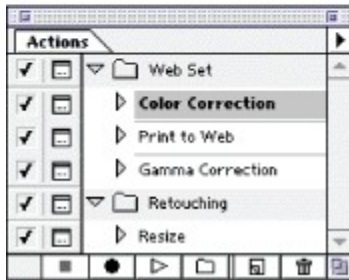 Actions
Web Set
Color Correction
Print to Web
Gamma Correction
Retouching
Resize